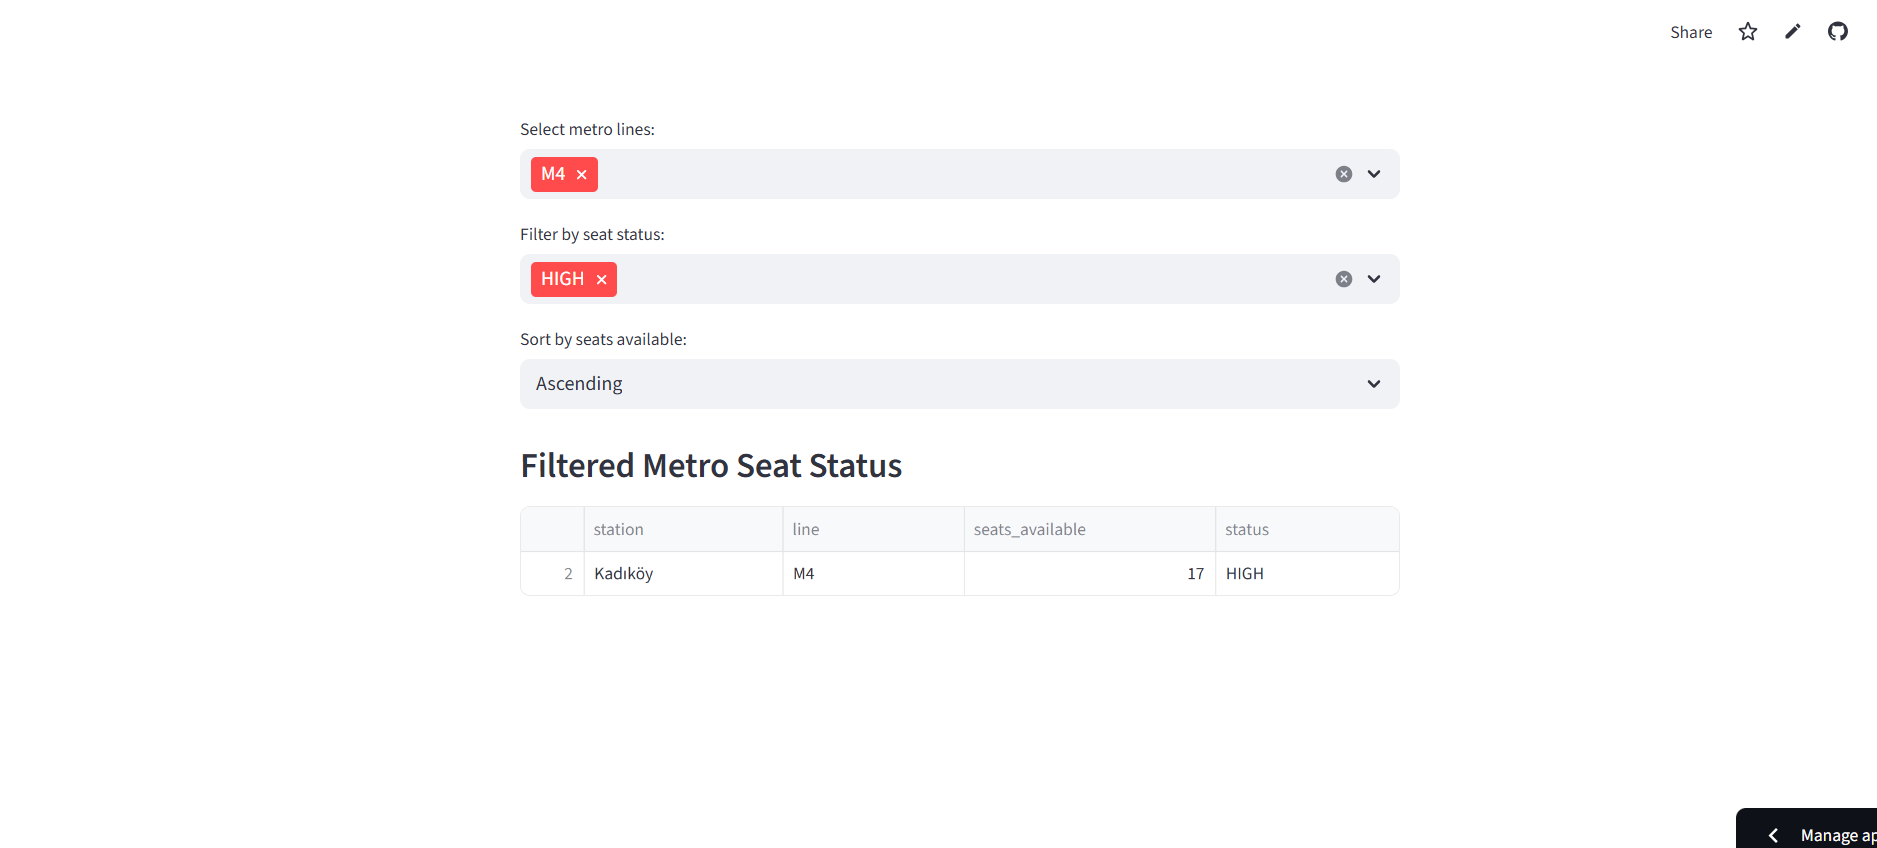 Share
Select metro lines:
M4
Filter by seat status:
HIGH
Sort by seats available:
Ascending
Filtered Metro Seat Status
station line seats_available status
2 Kadıköy M4 17 HIGH
Manage ap